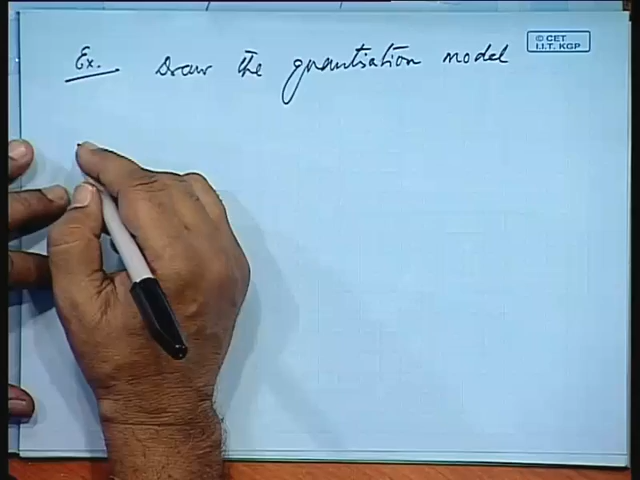 Ex. Draw the quantisation model
© CET
I.I.T. KGP